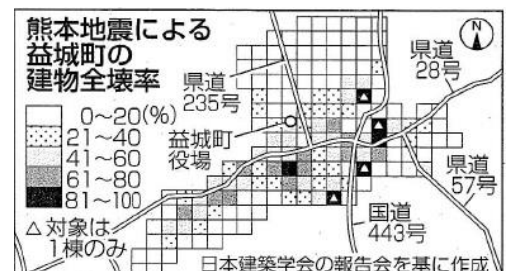 熊本地震による
益城町の
建物全壊率
0～20(%)
21～40
41～60
61～80
81～100
△対象は
1棟のみ
県道
235号
益城町
役場
N
県道
28号
県道
57号
国道
443号
日本建築学会の報告会を基に作成